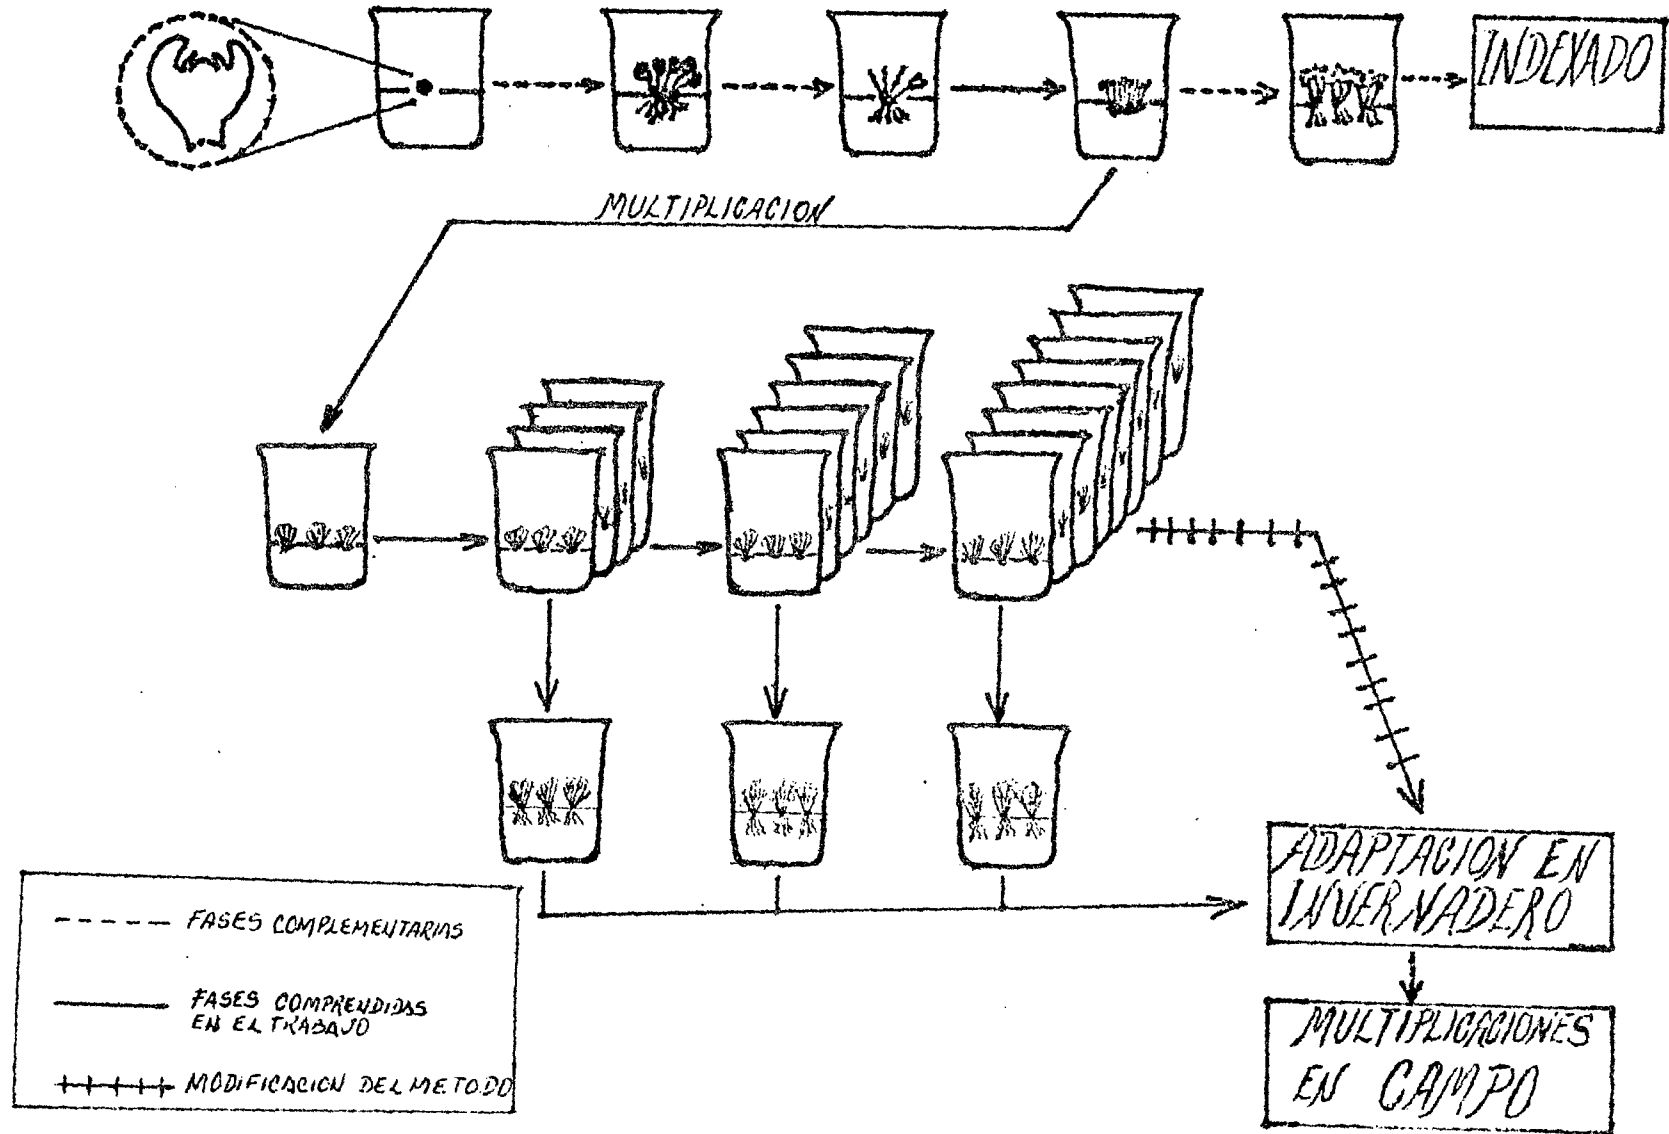 INDEXADO
MULTIPLICACION
ADAPTACION EN
INVERNADERO
MULTIPLICACIONES
EN CAMPO
FASES COMPLEMENTARIAS
FASES COMPRENDIDAS
EN EL TRABAJO
MODIFICACION DEL METODO